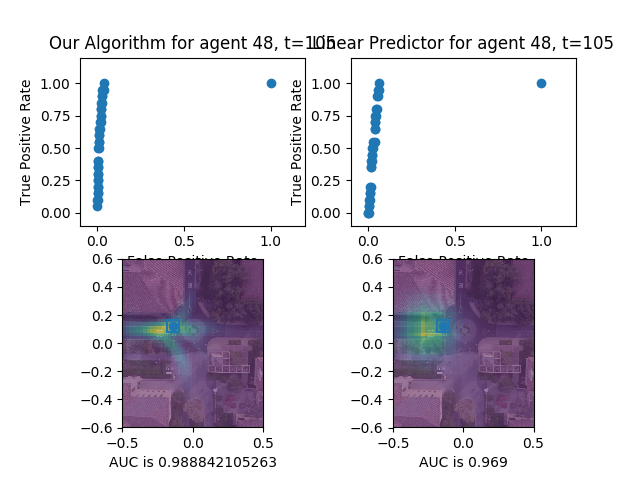 Our Algorithm for agent 48, t=105
Linear Predictor for agent 48, t=105
True Positive Rate
1.00
0.75
0.50
0.25
0.00
0.0 0.5 1.0
False Positive Rate
True Positive Rate
1.00
0.75
0.50
0.25
0.00
0.0 0.5 1.0
False Positive Rate
0.6
0.4
0.2
0.0
−0.2
−0.4
−0.6
−0.5 0.0 0.5
AUC is 0.988842105263
0.6
0.4
0.2
0.0
−0.2
−0.4
−0.6
−0.5 0.0 0.5
AUC is 0.969